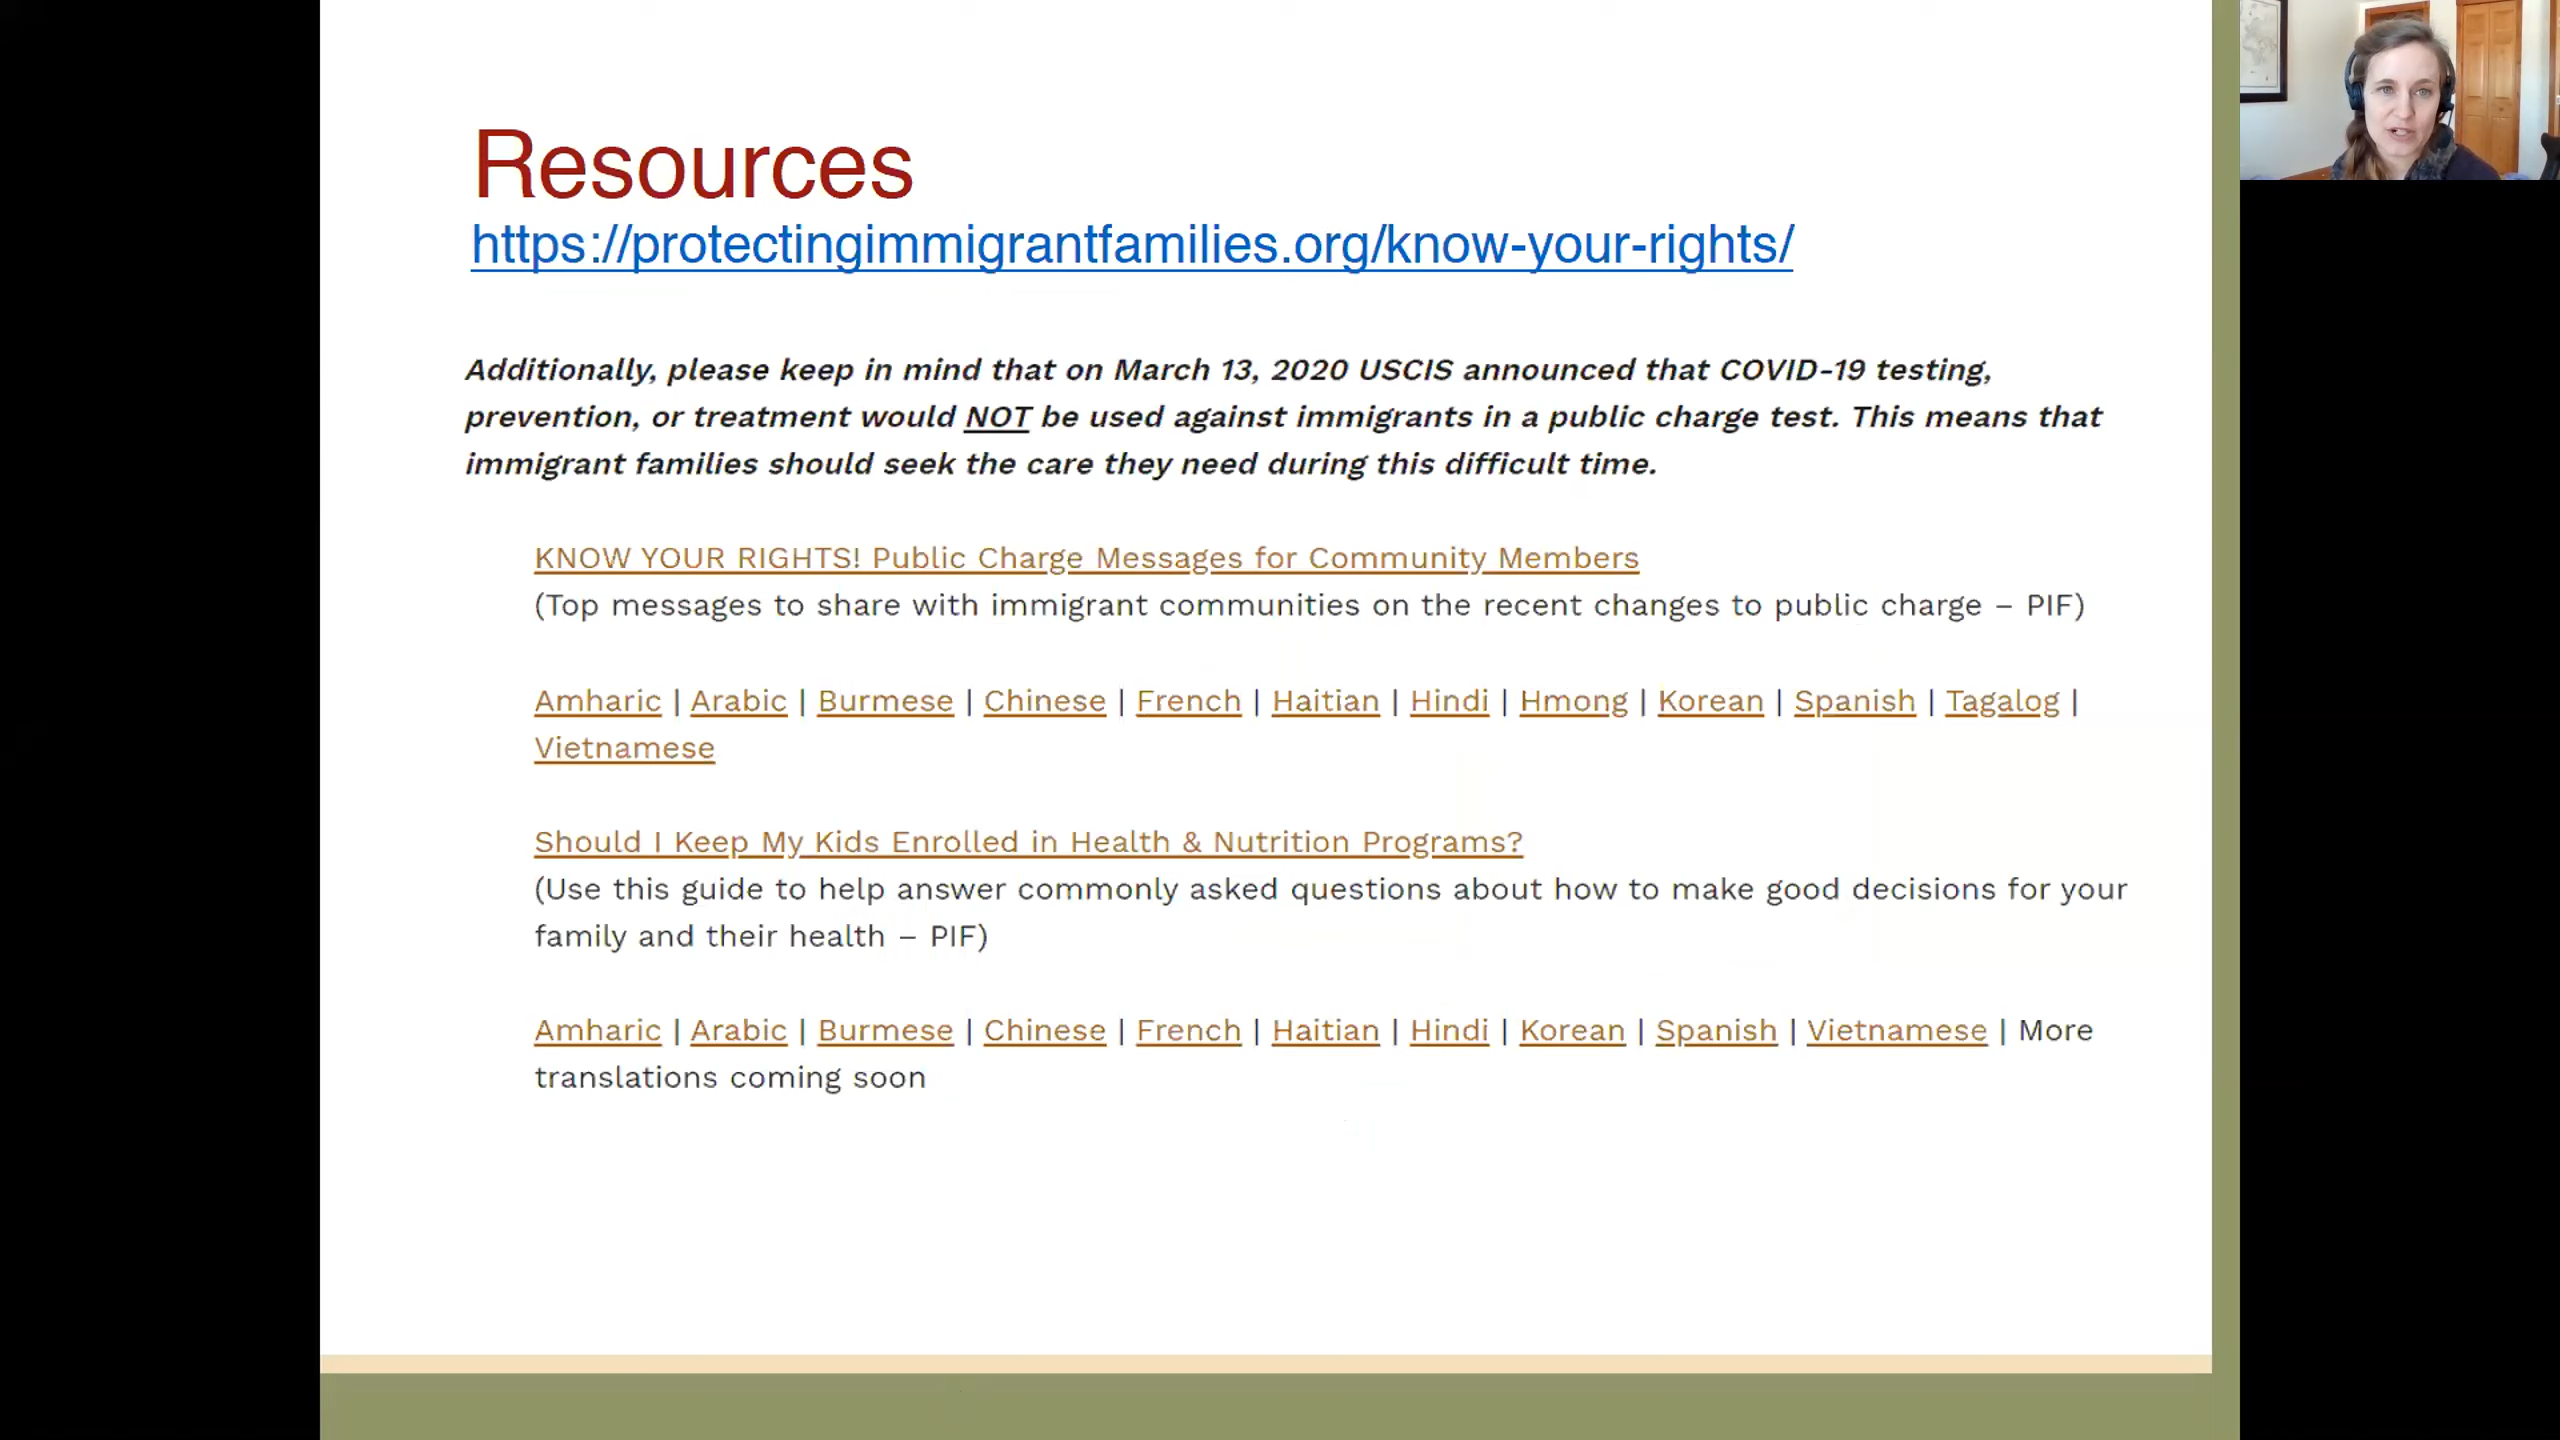 Resources
https://protectingimmigrantfamilies.org/know-your-rights/
Additionally, please keep in mind that on March 13, 2020 USCIS announced that COVID-19 testing,
prevention, or treatment would NOT be used against immigrants in a public charge test. This means that
immigrant families should seek the care they need during this difficult time.
KNOW YOUR RIGHTS! Public Charge Messages for Community Members
(Top messages to share with immigrant communities on the recent changes to public charge – PIF)
Amharic | Arabic | Burmese | Chinese | French | Haitian | Hindi | Hmong | Korean | Spanish | Tagalog |
Vietnamese
Should I Keep My Kids Enrolled in Health & Nutrition Programs?
(Use this guide to help answer commonly asked questions about how to make good decisions for your
family and their health – PIF)
Amharic | Arabic | Burmese | Chinese | French | Haitian | Hindi | Korean | Spanish | Vietnamese | More
translations coming soon